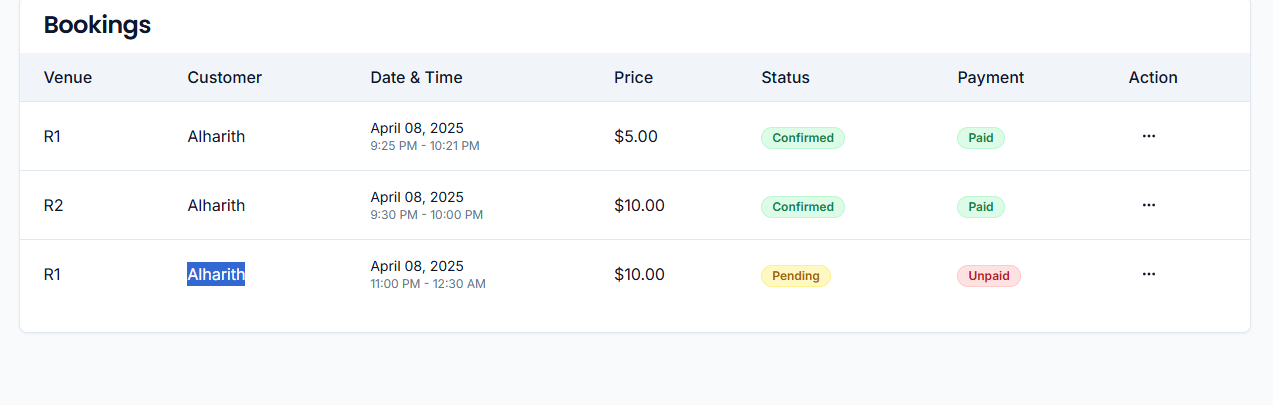 Bookings
Venue Customer Date & Time Price Status Payment Action
R1 Alharith April 08, 2025 $5.00 Confirmed Paid
9:25 PM - 10:21 PM
R2 Alharith April 08, 2025 $10.00 Confirmed Paid
9:30 PM - 10:00 PM
R1 Alharith April 08, 2025 $10.00 Pending Unpaid
11:00 PM - 12:30 AM